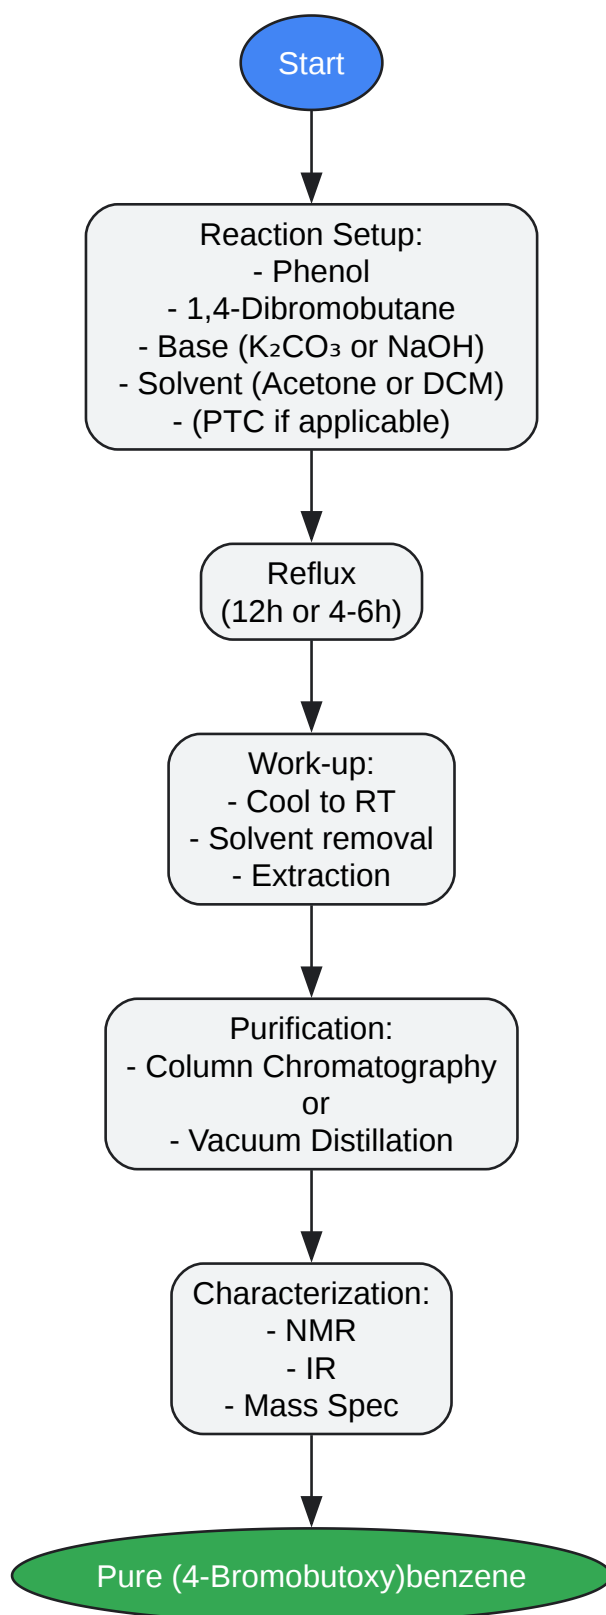 Start
Reaction Setup:
- Phenol
- 1,4-Dibromobutane
- Base (K₂CO₃ or NaOH)
- Solvent (Acetone or DCM)
- (PTC if applicable)
Reflux
(12h or 4-6h)
Work-up:
- Cool to RT
- Solvent removal
- Extraction
Purification:
- Column Chromatography
or
- Vacuum Distillation
Characterization:
- NMR
- IR
- Mass Spec
Pure (4-Bromobutoxy)benzene